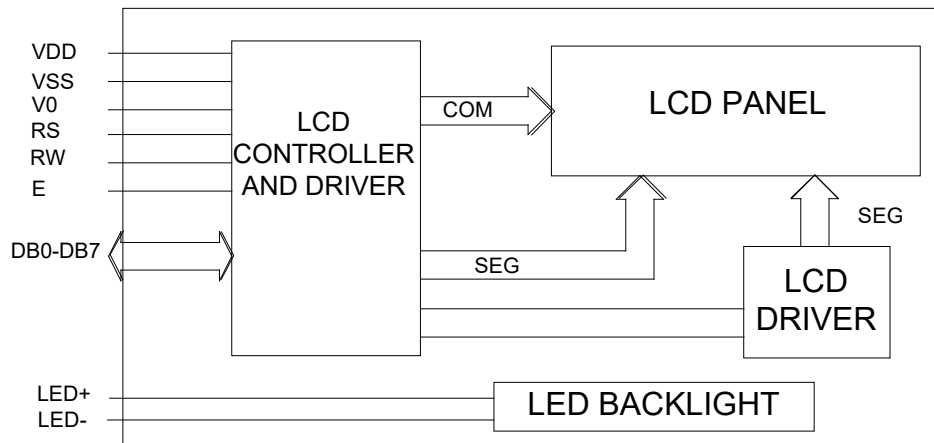 VDD
VSS
V0
RS
RW
E
DB0-DB7
LED+
LED-
LCD
CONTROLLER
AND DRIVER
COM
SEG
LCD PANEL
SEG
LCD
DRIVER
LED BACKLIGHT